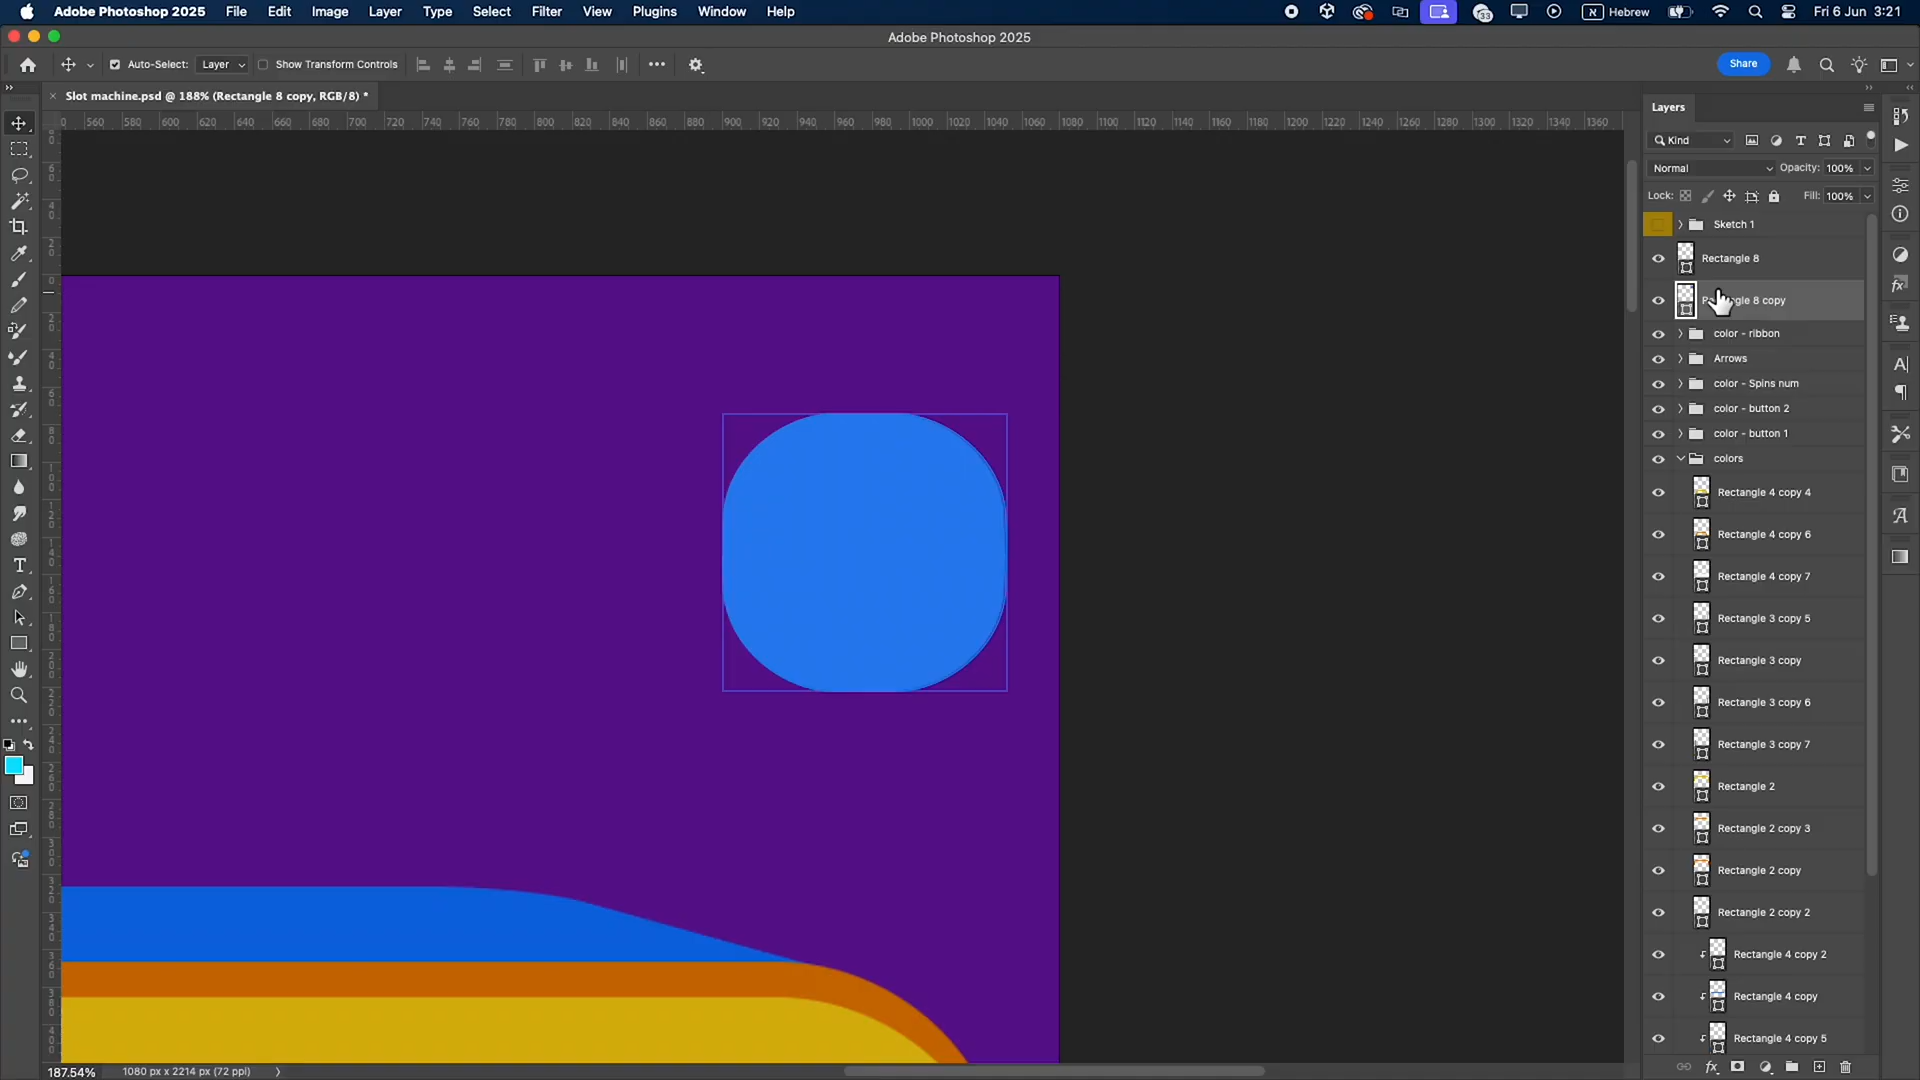 Adobe Photoshop 2025 File Edit Image Layer Type Select Filter View Plugins Window Help 33 Hebrew Fri 6 Jun 3:21
Adobe Photoshop 2025
Auto-Select: Layer Show Transform Controls Share
Slot machine.psd @ 188% (Rectangle 8 copy, RGB/8) *
560 580 600 620 640 660 680 700 720 740 760 780 800 820 840 860 880 900 920 940 960 980 1000 1020 1040 1060 1080 1100 1120 1140 1160 1180 1200 1220 1240 1260 1280 1300 1320 1340 1360
Layers
Kind
Normal Opacity: 100%
Lock: Fill: 100%
Sketch 1
Rectangle 8
gle 8 copy
color - ribbon
Arrows
color - Spins num
color - button 2
color - button 1
colors
Rectangle 4 copy 4
Rectangle 4 copy 6
Rectangle 4 copy 7
Rectangle 3 copy 5
Rectangle 3 copy
Rectangle 3 copy 6
Rectangle 3 copy 7
Rectangle 2
Rectangle 2 copy 3
Rectangle 2 copy
Rectangle 2 copy 2
Rectangle 4 copy 2
Rectangle 4 copy
Rectangle 4 copy 5
187.54% 1080 px x 2214 px (72 ppi)